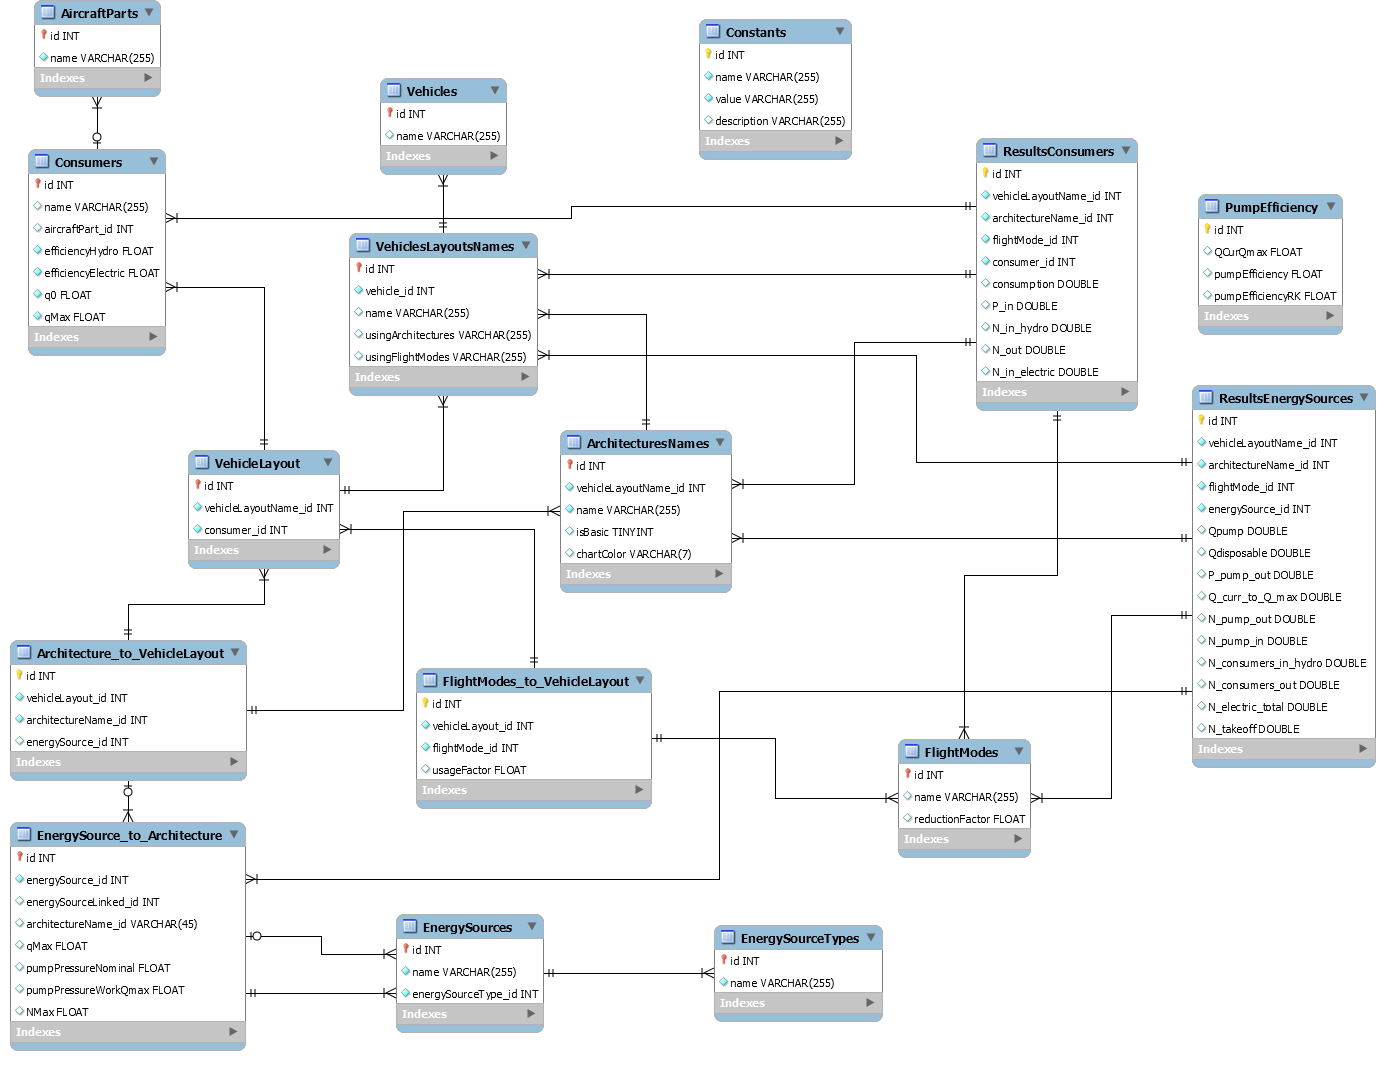 AircraftParts
id INT
name VARCHAR(255)
Indexes
Constants
id INT
name VARCHAR(255)
value VARCHAR(255)
description VARCHAR(255)
Indexes
Vehicles
id INT
name VARCHAR(255)
Indexes
Consumers
id INT
name VARCHAR(255)
aircraftPart_id INT
efficiencyHydro FLOAT
efficiencyElectric FLOAT
q0 FLOAT
qMax FLOAT
Indexes
ResultsConsumers
id INT
vehicleLayoutName_id INT
architectureName_id INT
flightMode_id INT
consumer_id INT
consumption DOUBLE
P_in DOUBLE
N_in_hydro DOUBLE
N_out DOUBLE
N_in_electric DOUBLE
Indexes
PumpEfficiency
id INT
QCurQmax FLOAT
pumpEfficiency FLOAT
pumpEfficiencyRK FLOAT
Indexes
VehiclesLayoutsNames
id INT
vehicle_id INT
name VARCHAR(255)
usingArchitectures VARCHAR(255)
usingFlightModes VARCHAR(255)
Indexes
ResultsEnergySources
id INT
vehicleLayoutName_id INT
architectureName_id INT
flightMode_id INT
energySource_id INT
Qpump DOUBLE
Qdisposable DOUBLE
P_pump_out DOUBLE
Q_curr_to_Q_max DOUBLE
N_pump_out DOUBLE
N_pump_in DOUBLE
N_consumers_in_hydro DOUBLE
N_consumers_out DOUBLE
N_electric_total DOUBLE
N_takeoff DOUBLE
Indexes
ArchitecturesNames
id INT
vehicleLayoutName_id INT
name VARCHAR(255)
isBasic TINYINT
chartColor VARCHAR(7)
Indexes
VehicleLayout
id INT
vehicleLayoutName_id INT
consumer_id INT
Indexes
Architecture_to_VehicleLayout
id INT
vehicleLayout_id INT
architectureName_id INT
energySource_id INT
Indexes
FlightModes_to_VehicleLayout
id INT
vehicleLayout_id INT
flightMode_id INT
usageFactor FLOAT
Indexes
FlightModes
id INT
name VARCHAR(255)
reductionFactor FLOAT
Indexes
EnergySource_to_Architecture
id INT
energySource_id INT
energySourceLinked_id INT
architectureName_id VARCHAR(45)
qMax FLOAT
pumpPressureNominal FLOAT
pumpPressureWorkQmax FLOAT
NMax FLOAT
Indexes
EnergySources
id INT
name VARCHAR(255)
energySourceType_id INT
Indexes
EnergySourceTypes
id INT
name VARCHAR(255)
Indexes